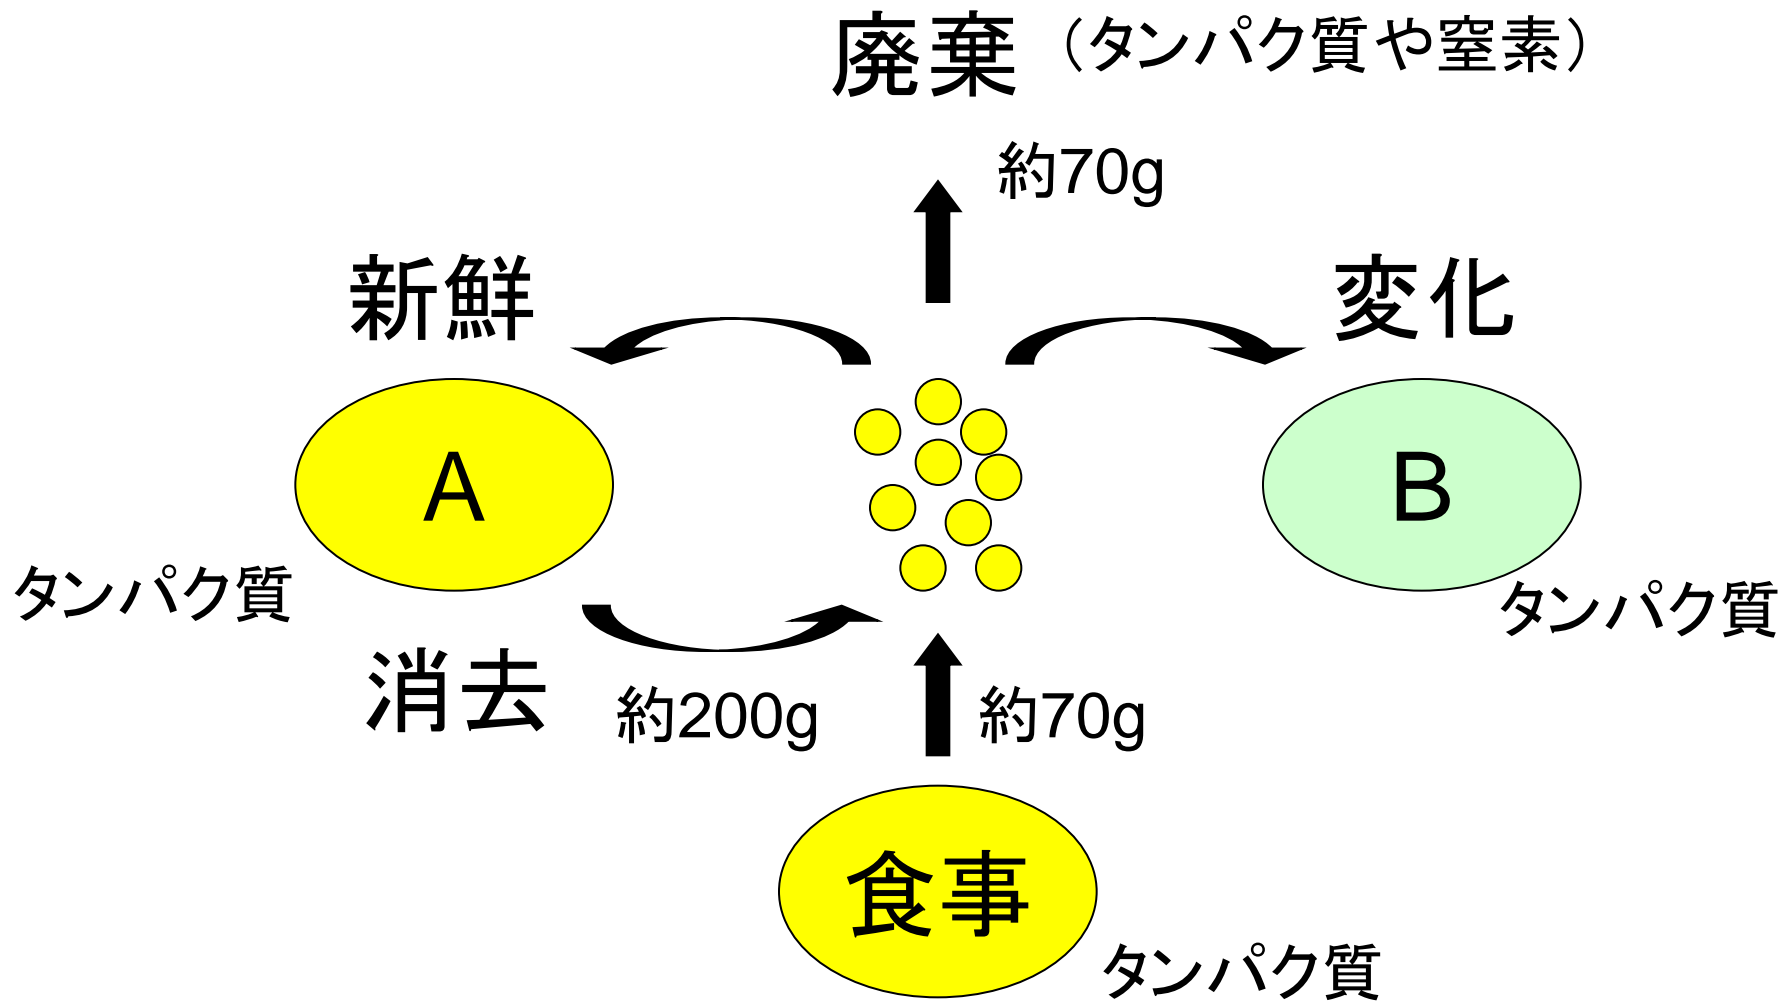 廃棄（タンパク質や窒素）
約70g
新鮮
変化
A
B
タンパク質
タンパク質
消去
約200g
約70g
食事
タンパク質